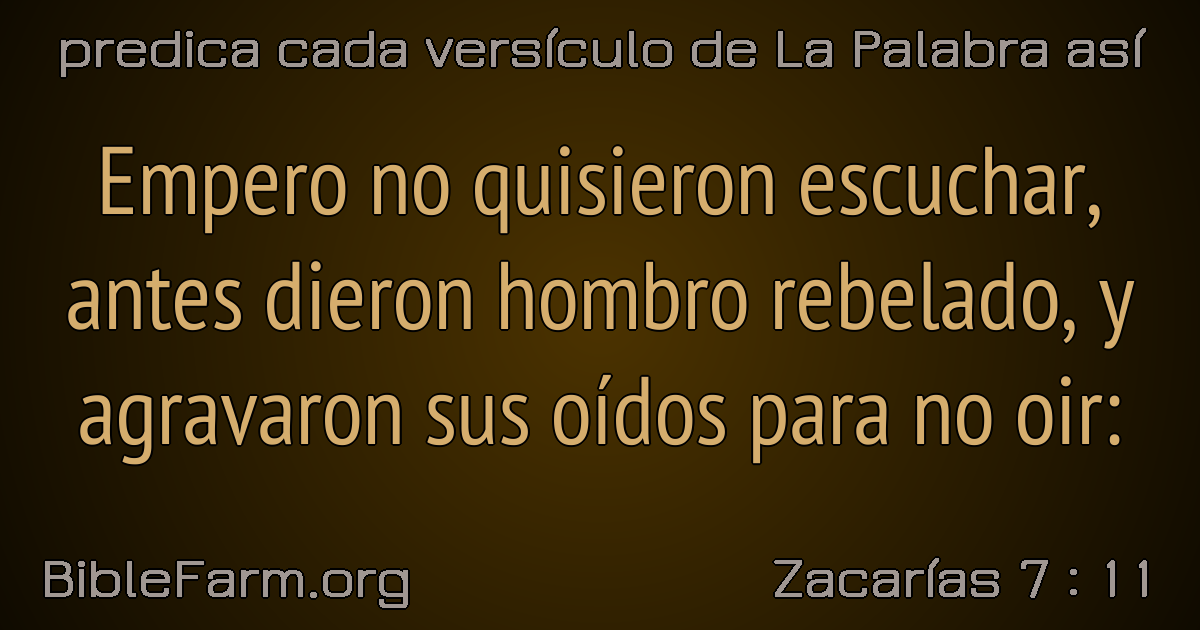 predica cada versículo de La Palabra así
Empero no quisieron escuchar,
antes dieron hombro rebelado, y
agravaron sus oídos para no oir:
BibleFarm.org
Zacarías 7 : 11